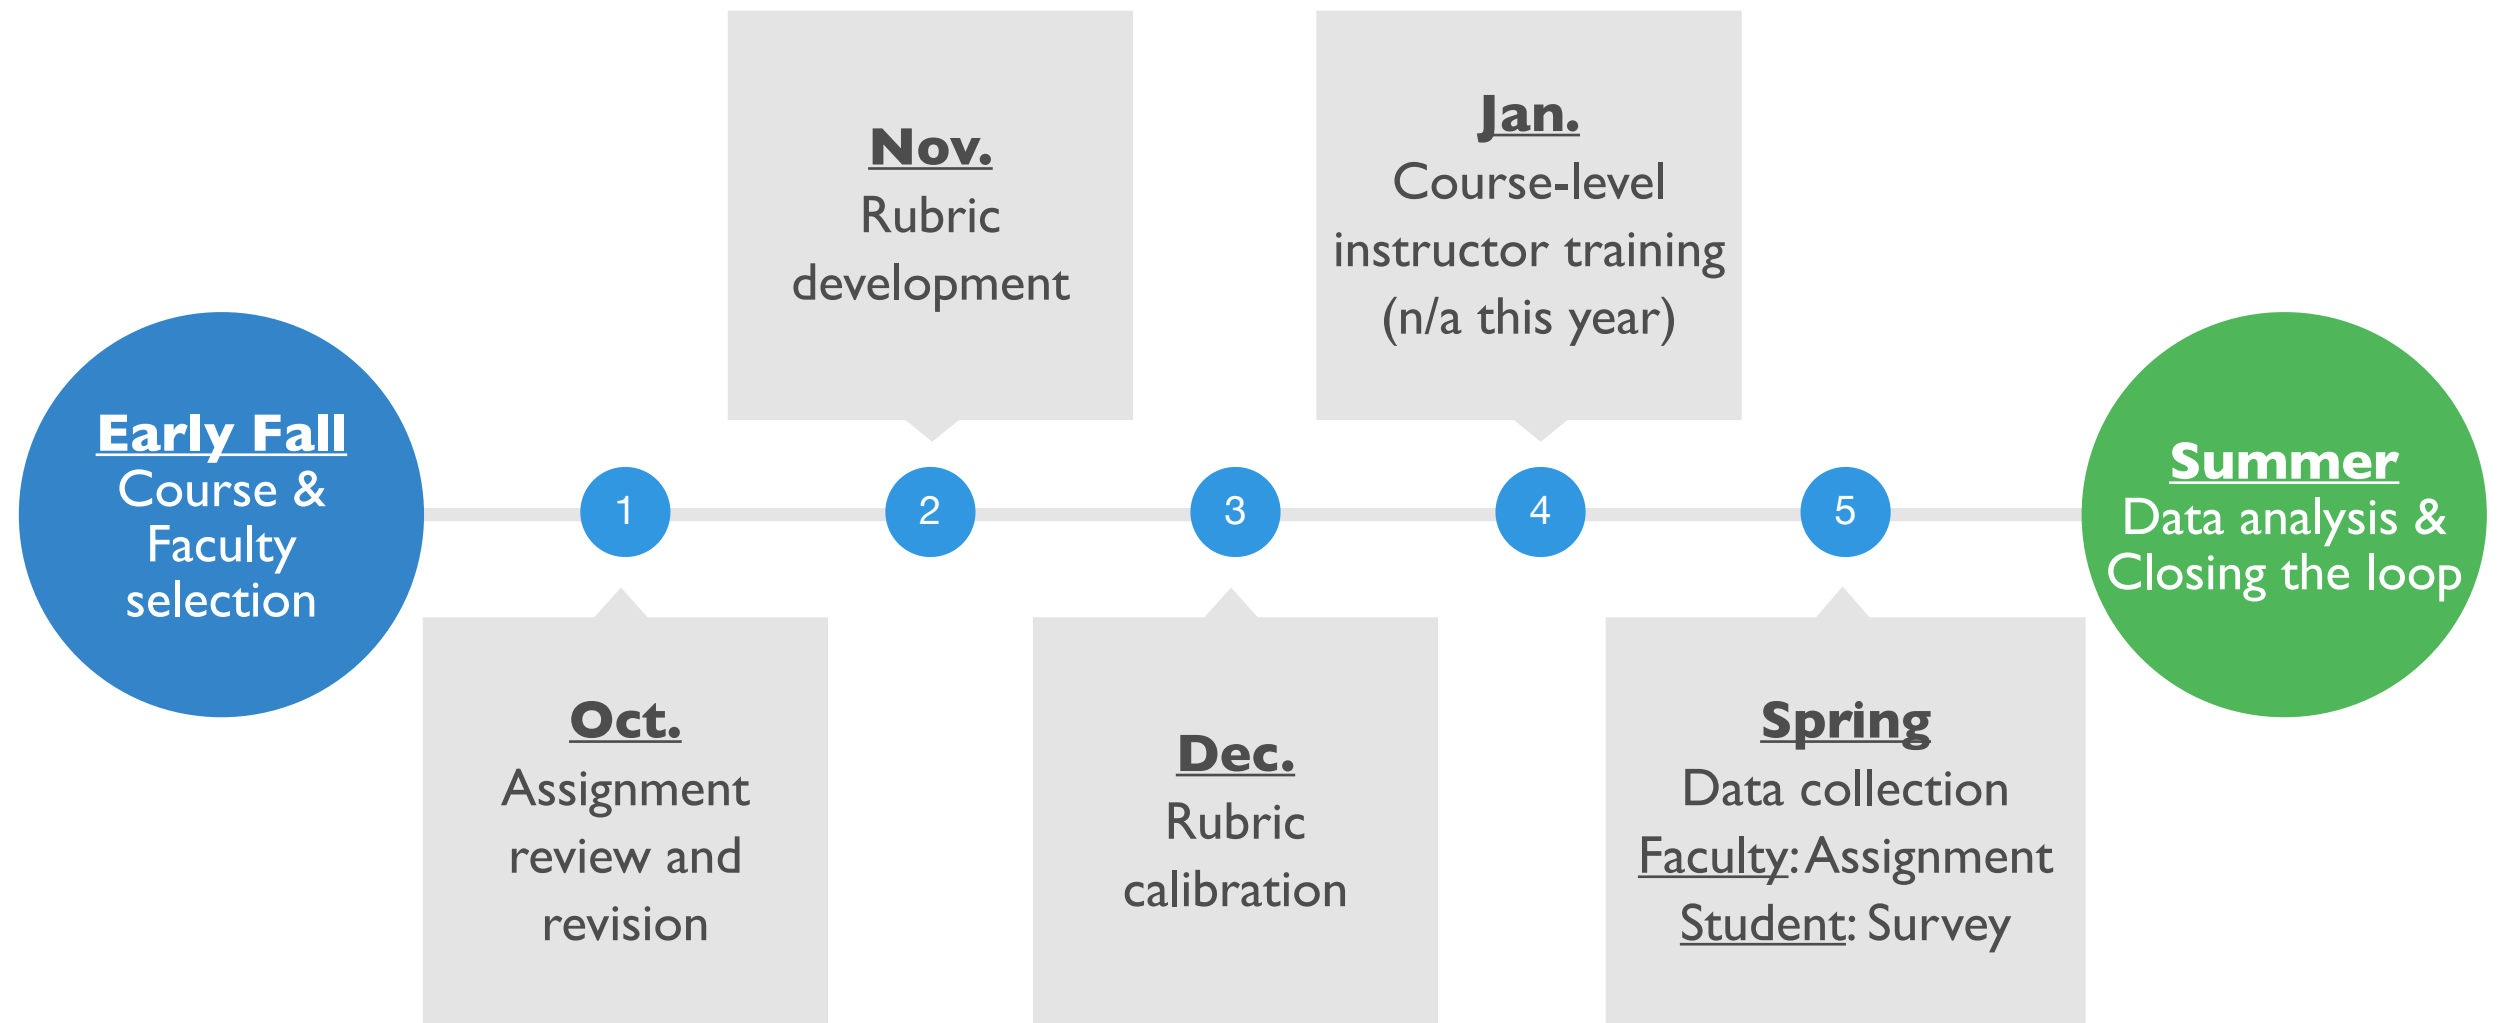 Early Fall
Course &
Faculty
selection
1
Oct.
Assignment
review and
revision
Nov.
Rubric
development
2
3
Dec.
Rubric
calibration
Jan.
Course-level
instructor training
(n/a this year)
4
5
Spring
Data collection
Faculty: Assignment
Student: Survey
Summer
Data analysis &
Closing the loop